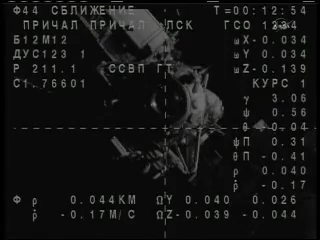 Ф44 СБЛИЖЕНИЕ T=00:12:54
ПРИЧАЛ ПРИЧАЛ ЛСК ГСО
Б12М12 ωX-0.034
ДУС123 1 ωY 0.034
Р 211.1 ССВП ГТ ωZ-0.139
С1.76601 КУРС 1
γ 3.06
ψ 0.56
θ -0.04
ψП 0.31
θП -0.41
ρ 0.040
ρ̇ -0.17
Ф ρ 0.044КМ ΩY 0.040 0.026
ρ̇ -0.17М/С ΩZ-0.039 -0.044